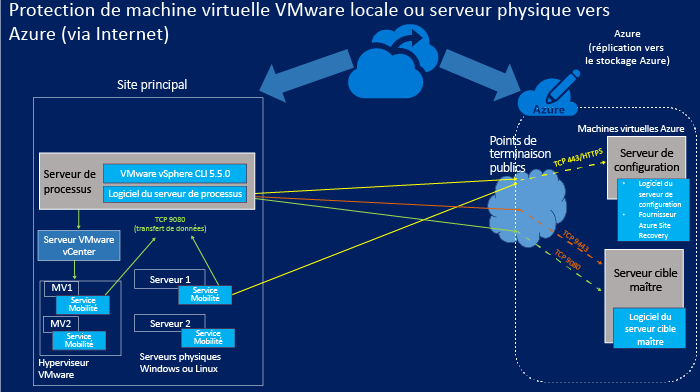 Protection de machine virtuelle VMware locale ou serveur physique vers
Azure (via Internet)
Azure
(réplication vers
le stockage Azure)
Azure
Site principal
Machines virtuelles Azure
Points de
terminaison
publics
TCP 443/HTTPS
Serveur de
configuration
• Logiciel du
serveur de
configuration
• Fournisseur
Azure Site
Recovery
Serveur de
processus
VMware vSphere CLI 5.5.0
Logiciel du serveur de processus
TCP 9080
(transfert de données)
Serveur VMware
vCenter
TCP 9443
TCP 9080
Serveur cible
maître
Logiciel du
serveur cible
maître
MV1
Service
Mobilité
MV2
Service
Mobilité
Hyperviseur
VMware
Serveur 1
Service
Mobilité
Serveur 2
Service
Mobilité
Serveurs physiques
Windows ou Linux